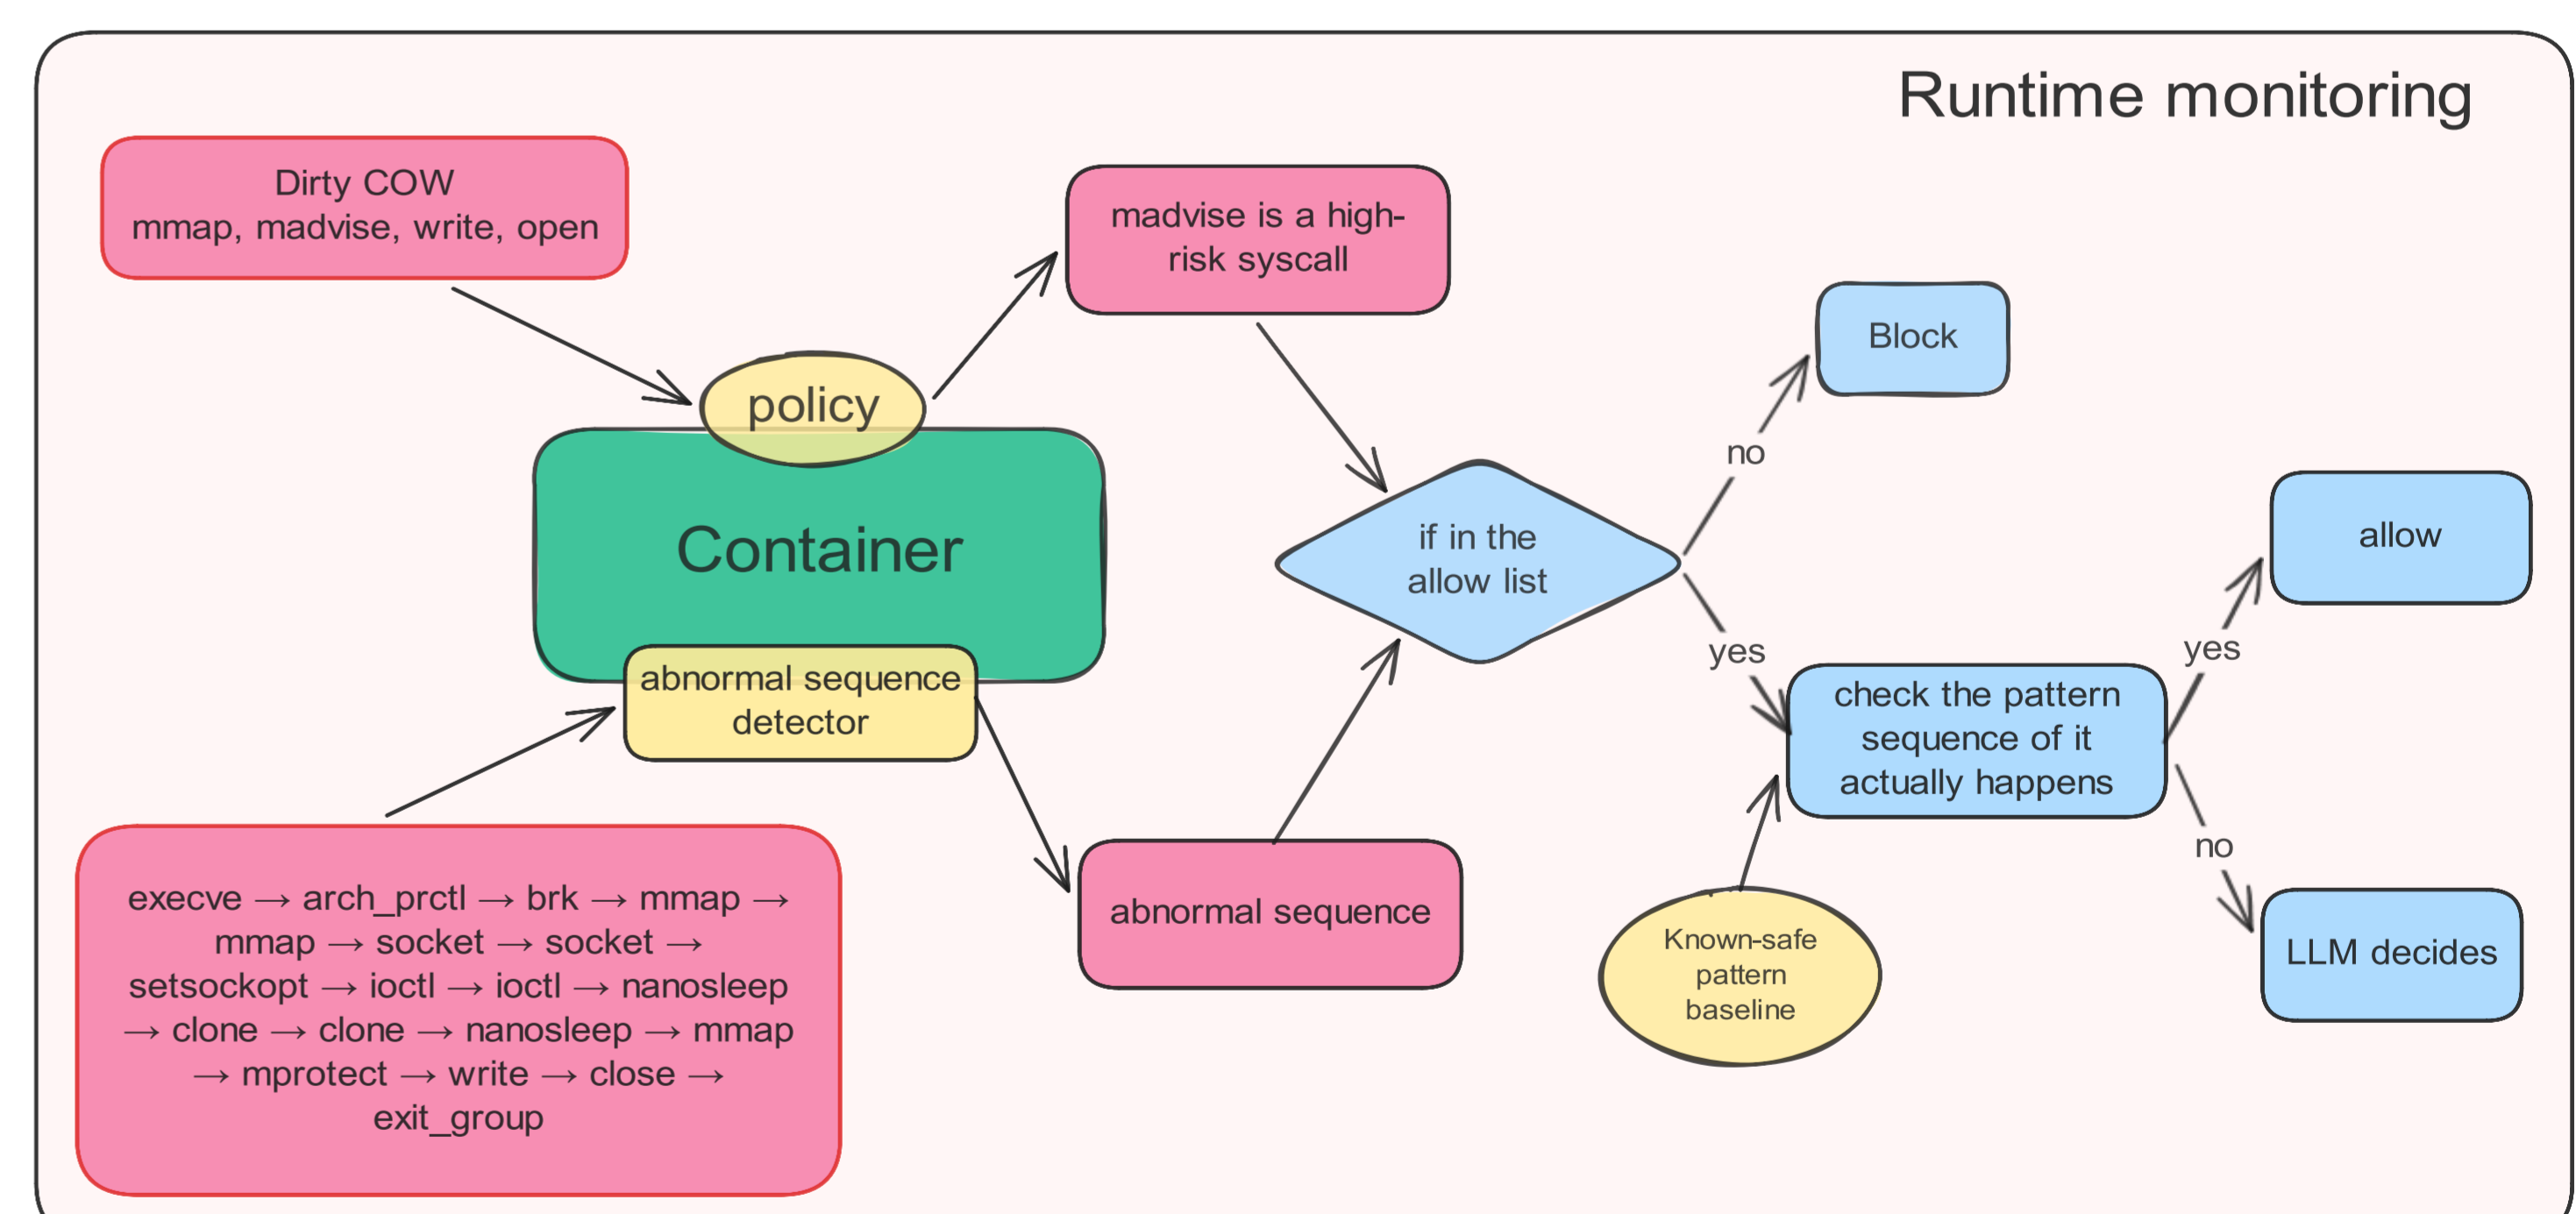 Runtime monitoring
Dirty COW
mmap, madvise, write, open
policy
Container
abnormal sequence
detector
execve → arch_prctl → brk → mmap →
mmap → socket → socket →
setsockopt → ioctl → ioctl → nanosleep
→ clone → clone → nanosleep → mmap
→ mprotect → write → close →
exit_group
madvise is a high-
risk syscall
abnormal sequence
if in the
allow list
no
Block
yes
check the pattern
sequence of it
actually happens
Known-safe
pattern
baseline
yes
allow
no
LLM decides